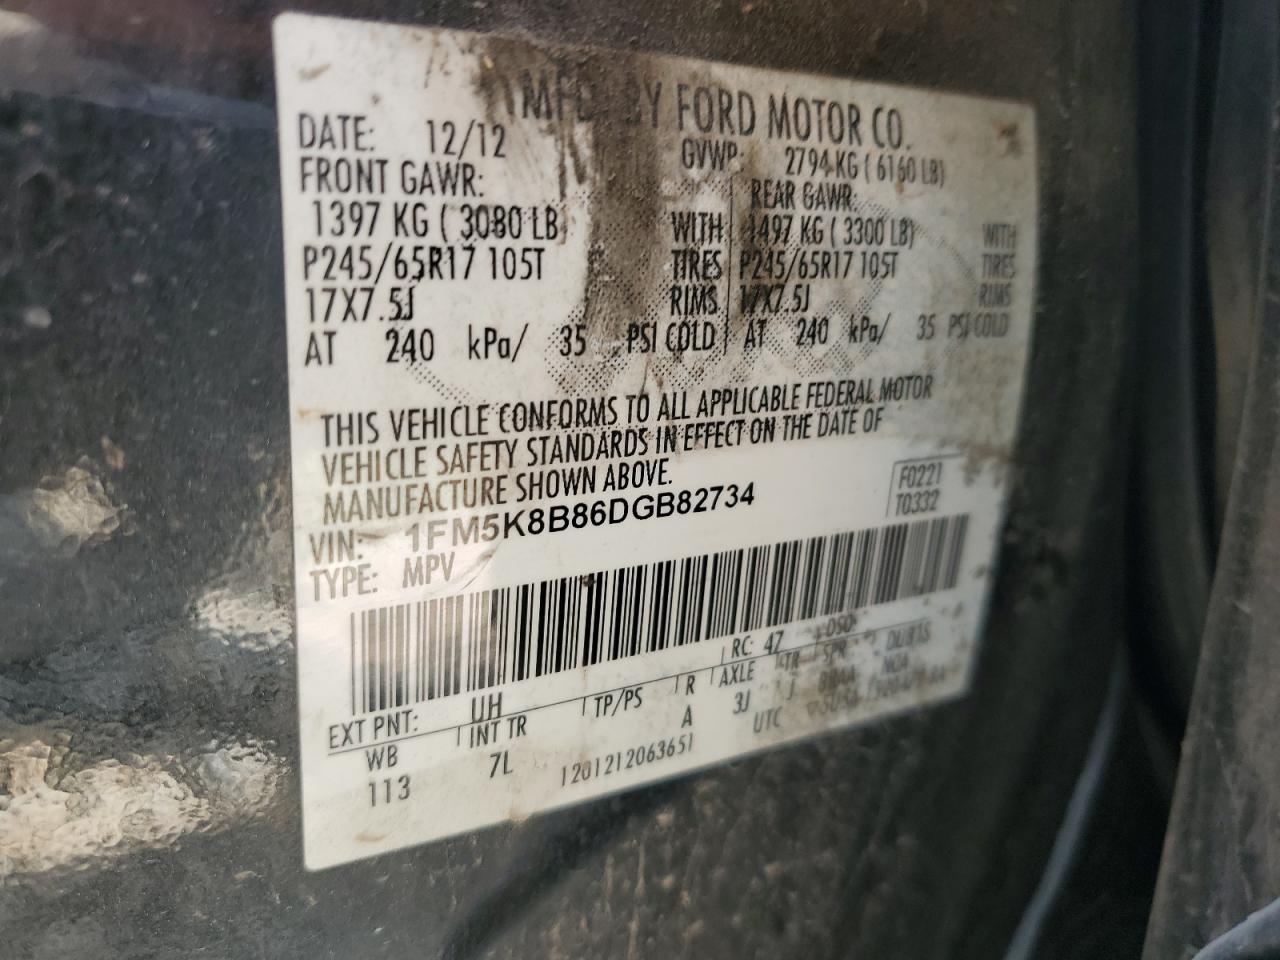 MFD. BY FORD MOTOR CO.
DATE: 12/12 GVWP: 2794 KG ( 6160 LB)
FRONT GAWR: REAR GAWR:
1397 KG ( 3080 LB) WITH 1497 KG ( 3300 LB) WITH
P245/65R17 105T TIRES P245/65R17 105T TIRES
17X7.5J RIMS 17X7.5J RIMS
AT 240 kPa/ 35 PSI COLD AT 240 kPa/ 35 PSI COLD
THIS VEHICLE CONFORMS TO ALL APPLICABLE FEDERAL MOTOR
VEHICLE SAFETY STANDARDS IN EFFECT ON THE DATE OF
MANUFACTURE SHOWN ABOVE.
VIN: 1FM5K8B86DGB82734 F0221
TYPE: MPV T0332
EXT PNT: UH RC: 47 DSO:
WB INT TR TP/PS R AXLE TR SPR
113 7L A 3J J
1201212063651 UTC